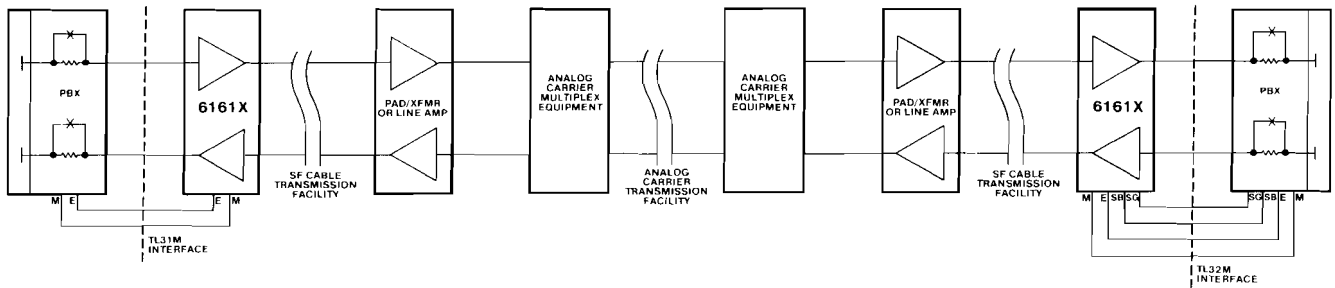 PBX
M E
TL31M
INTERFACE
6161X
E M
SF CABLE
TRANSMISSION
FACILITY
PAD/XFMR
OR LINE AMP
ANALOG
CARRIER
MULTIPLEX
EQUIPMENT
ANALOG
CARRIER
TRANSMISSION
FACILITY
ANALOG
CARRIER
MULTIPLEX
EQUIPMENT
PAD/XFMR
OR LINE AMP
SF CABLE
TRANSMISSION
FACILITY
6161X
M E SB SG
PBX
SG SB E M
TL32M
INTERFACE